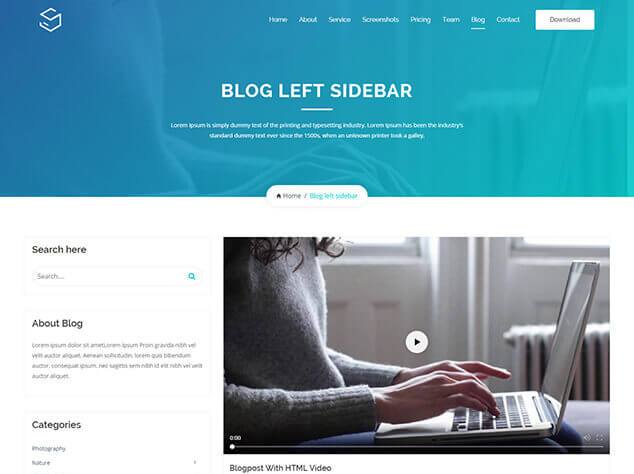 Home About Service Screenshots Pricing Team Blog Contact Download
BLOG LEFT SIDEBAR
Lorem Ipsum is simply dummy text of the printing and typesetting industry. Lorem Ipsum has been the industry's
standard dummy text ever since the 1500s, when an unknown printer took a galley.
Home / Blog left sidebar
Search here
Search...
About Blog
Lorem ipsum dolor sit ametLorem Ipsum Proin gravida nibh vel
velit auctor aliquet. Aenean sollicitudin, lorem quis bibendum
auctor, consequat ipsum, nec sagittis sem nibh id elit nibh vel
velit auctor aliquet.
Categories
Photography
Nature
0:00
Blogpost With HTML Video